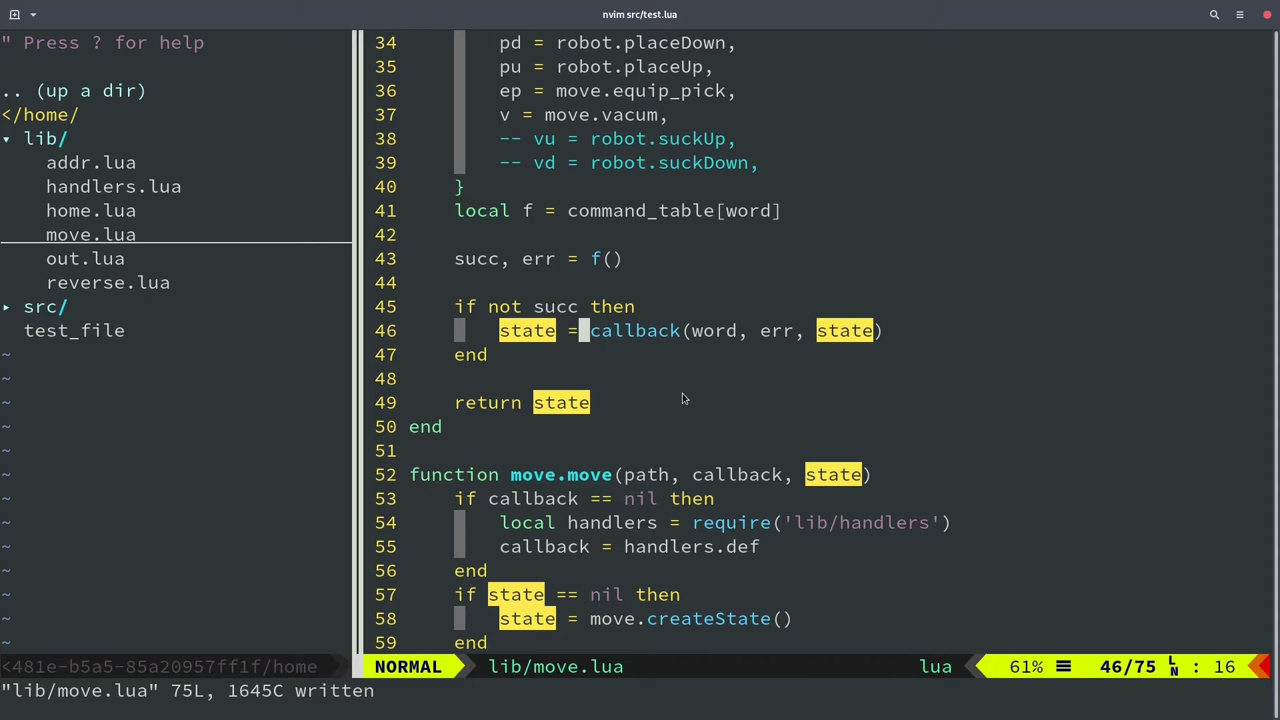 nvim src/test.lua
" Press ? for help
.. (up a dir)
</home/
▾ lib/
addr.lua
handlers.lua
home.lua
move.lua
out.lua
reverse.lua
▸ src/
test_file
~
~
~
~
~
~
~
~
~
~
~
~
~
34 pd = robot.placeDown,
35 pu = robot.placeUp,
36 ep = move.equip_pick,
37 v = move.vacum,
38 -- vu = robot.suckUp,
39 -- vd = robot.suckDown,
40 }
41 local f = command_table[word]
42
43 succ, err = f()
44
45 if not succ then
46 state = callback(word, err, state)
47 end
48
49 return state
50 end
51
52 function move.move(path, callback, state)
53 if callback == nil then
54 local handlers = require('lib/handlers')
55 callback = handlers.def
56 end
57 if state == nil then
58 state = move.createState()
59 end
<481e-b5a5-85a20957ff1f/home NORMAL lib/move.lua lua 61% ☰ 46/75 LN : 16
"lib/move.lua" 75L, 1645C written